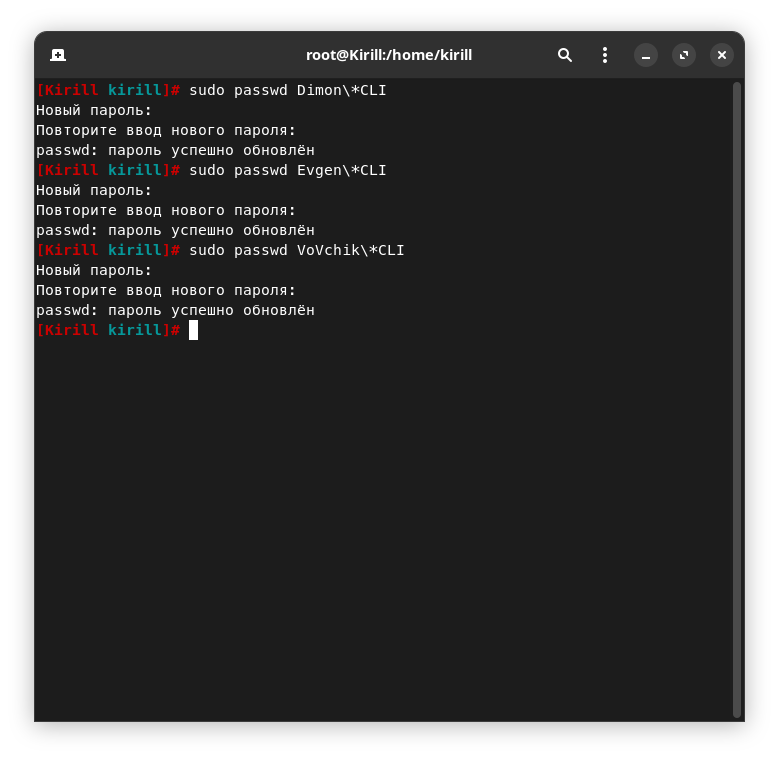 root@Kirill:/home/kirill
[Kirill kirill]# sudo passwd Dimon\*CLI
Новый пароль:
Повторите ввод нового пароля:
passwd: пароль успешно обновлён
[Kirill kirill]# sudo passwd Evgen\*CLI
Новый пароль:
Повторите ввод нового пароля:
passwd: пароль успешно обновлён
[Kirill kirill]# sudo passwd VoVchik\*CLI
Новый пароль:
Повторите ввод нового пароля:
passwd: пароль успешно обновлён
[Kirill kirill]#